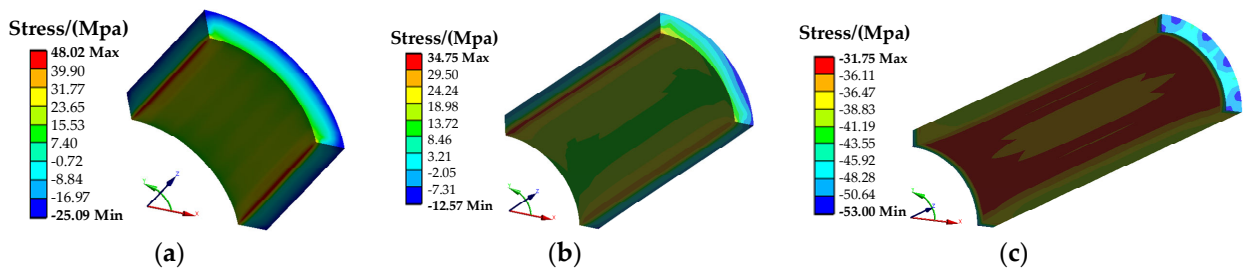 Stress/(Mpa)
48.02 Max
39.90
31.77
23.65
15.53
7.40
-0.72
-8.84
-16.97
-25.09 Min
Y
Z
X
(a)
Stress/(Mpa)
34.75 Max
29.50
24.24
18.98
13.72
8.46
3.21
-2.05
-7.31
-12.57 Min
Y
Z
X
(b)
Stress/(Mpa)
-31.75 Max
-36.11
-36.47
-38.83
-41.19
-43.55
-45.92
-48.28
-50.64
-53.00 Min
Y
Z
X
(c)